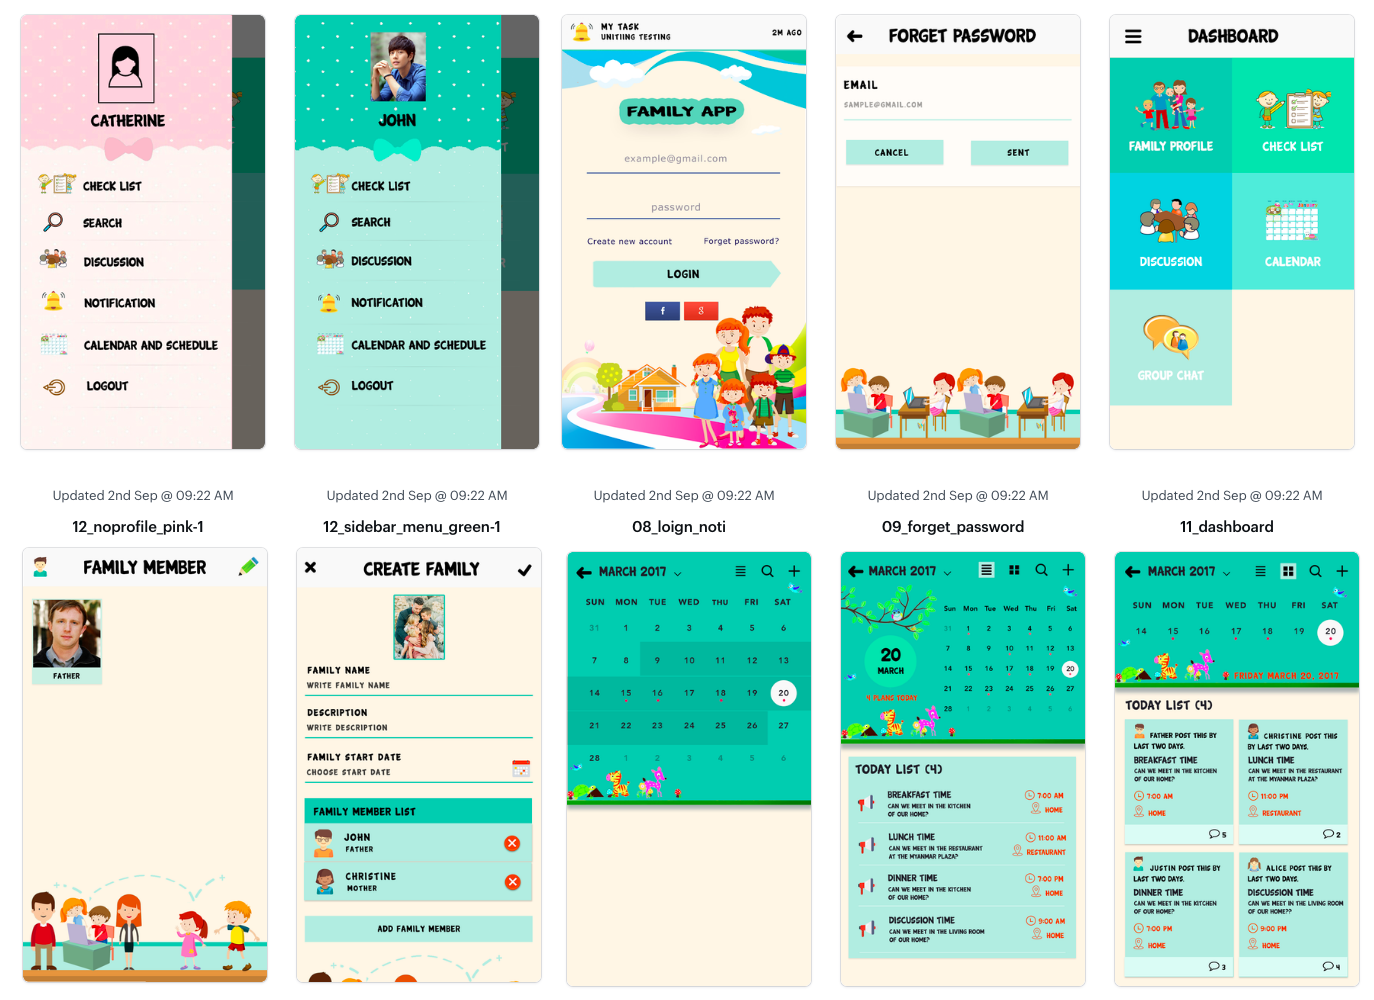 CATHERINE
CHECK LIST
SEARCH
DISCUSSION
NOTIFICATION
CALENDAR AND SCHEDULE
LOGOUT
JOHN
CHECK LIST
SEARCH
DISCUSSION
NOTIFICATION
CALENDAR AND SCHEDULE
LOGOUT
MY TASK
UNITIING TESTING
2M AGO
FAMILY APP
example@gmail.com
password
Create new account
Forget password?
LOGIN
f
g
FORGET PASSWORD
EMAIL
SAMPLE@GMAIL.COM
CANCEL
SENT
DASHBOARD
FAMILY PROFILE
CHECK LIST
DISCUSSION
CALENDAR
GROUP CHAT
Updated 2nd Sep @ 09:22 AM
Updated 2nd Sep @ 09:22 AM
Updated 2nd Sep @ 09:22 AM
Updated 2nd Sep @ 09:22 AM
Updated 2nd Sep @ 09:22 AM
12_noprofile_pink-1
12_sidebar_menu_green-1
08_loign_noti
09_forget_password
11_dashboard
FAMILY MEMBER
FATHER
CREATE FAMILY
FAMILY NAME
WRITE FAMILY NAME
DESCRIPTION
WRITE DESCRIPTION
FAMILY START DATE
CHOOSE START DATE
FAMILY MEMBER LIST
JOHN
FATHER
CHRISTINE
MOTHER
ADD FAMILY MEMBER
MARCH 2017
SUN MON TUE WED THU FRI SAT
31 1 2 3 4 5 6
7 8 9 10 11 12 13
14 15 16 17 18 19 20
21 22 23 24 25 26 27
28 1 2 3 4 5 6
MARCH 2017
20
MARCH
4 PLANS TODAY
Sun Mon Tue Wed Thu Fri Sat
31 1 2 3 4 5 6
7 8 9 10 11 12 13
14 15 16 17 18 19 20
21 22 23 24 25 26 27
28 1 2 3 4 5 6
TODAY LIST (4)
BREAKFAST TIME
CAN WE MEET IN THE KITCHEN
OF OUR HOME?
7:00 AM
HOME
LUNCH TIME
CAN WE MEET IN THE RESTAURANT
AT THE MYANMAR PLAZA?
11:00 AM
RESTAURANT
DINNER TIME
CAN WE MEET IN THE KITCHEN
OF OUR HOME?
7:00 PM
HOME
DISCUSSION TIME
CAN WE MEET IN THE LIVING ROOM
OF OUR HOME?
9:00 AM
HOME
MARCH 2017
SUN MON TUE WED THU FRI SAT
14 15 16 17 18 19 20
FRIDAY MARCH 20, 2017
TODAY LIST (4)
FATHER POST THIS BY
LAST TWO DAYS.
BREAKFAST TIME
CAN WE MEET IN THE KITCHEN
OF OUR HOME?
7:00 AM
HOME
5
CHRISTINE POST THIS
BY LAST TWO DAYS.
LUNCH TIME
CAN WE MEET IN THE RESTAURANT
AT THE MYANMAR PLAZA?
11:00 PM
RESTAURANT
2
JUSTIN POST THIS BY
LAST TWO DAYS.
DINNER TIME
CAN WE MEET IN THE KITCHEN
OF OUR HOME?
7:00 PM
HOME
3
ALICE POST THIS BY
LAST TWO DAYS.
DISCUSSION TIME
CAN WE MEET IN THE LIVING ROOM
OF OUR HOME??
9:00 PM
HOME
4